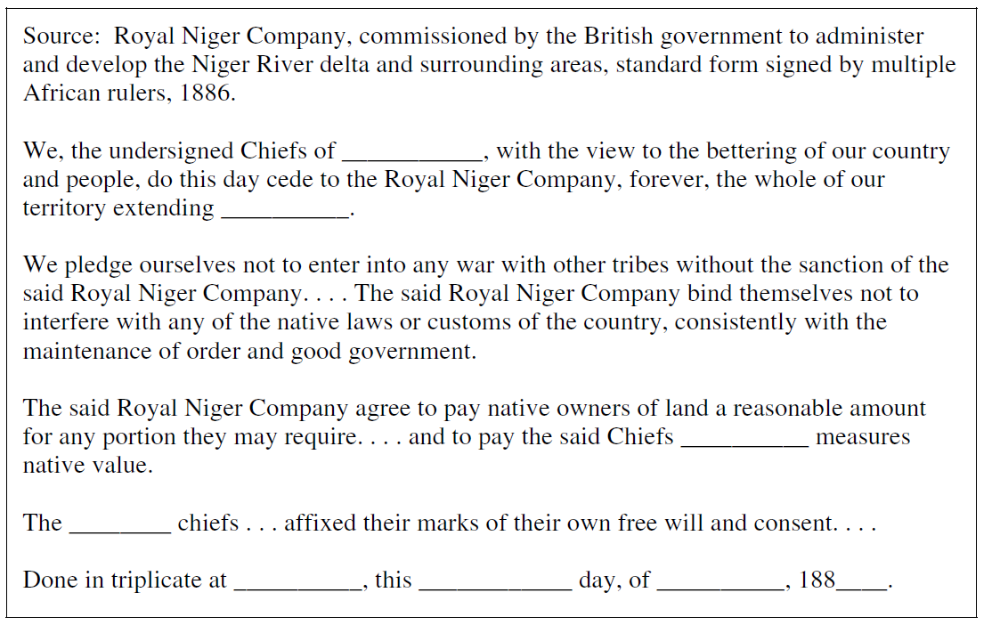 Source:  Royal Niger Company, commissioned by the British government to administer
and develop the Niger River delta and surrounding areas, standard form signed by multiple
African rulers, 1886.
We, the undersigned Chiefs of ___________, with the view to the bettering of our country
and people, do this day cede to the Royal Niger Company, forever, the whole of our
territory extending __________.
We pledge ourselves not to enter into any war with other tribes without the sanction of the
said Royal Niger Company. . . . The said Royal Niger Company bind themselves not to
interfere with any of the native laws or customs of the country, consistently with the
maintenance of order and good government.
The said Royal Niger Company agree to pay native owners of land a reasonable amount
for any portion they may require. . . . and to pay the said Chiefs __________ measures
native value.
The ________ chiefs . . . affixed their marks of their own free will and consent. . . .
Done in triplicate at __________, this ____________ day, of __________, 188____.